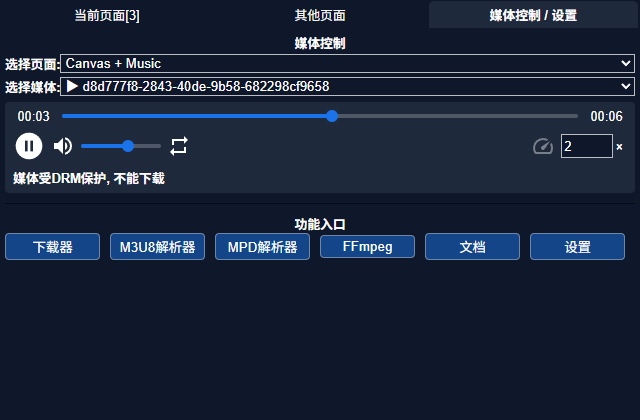 当前页面[3] 其他页面 媒体控制 / 设置
媒体控制
选择页面: Canvas + Music
选择媒体: ▶ d8d777f8-2843-40de-9b58-682298cf9658
00:03 00:06
2 ×
媒体受DRM保护, 不能下载
功能入口
下载器 M3U8解析器 MPD解析器 FFmpeg 文档 设置